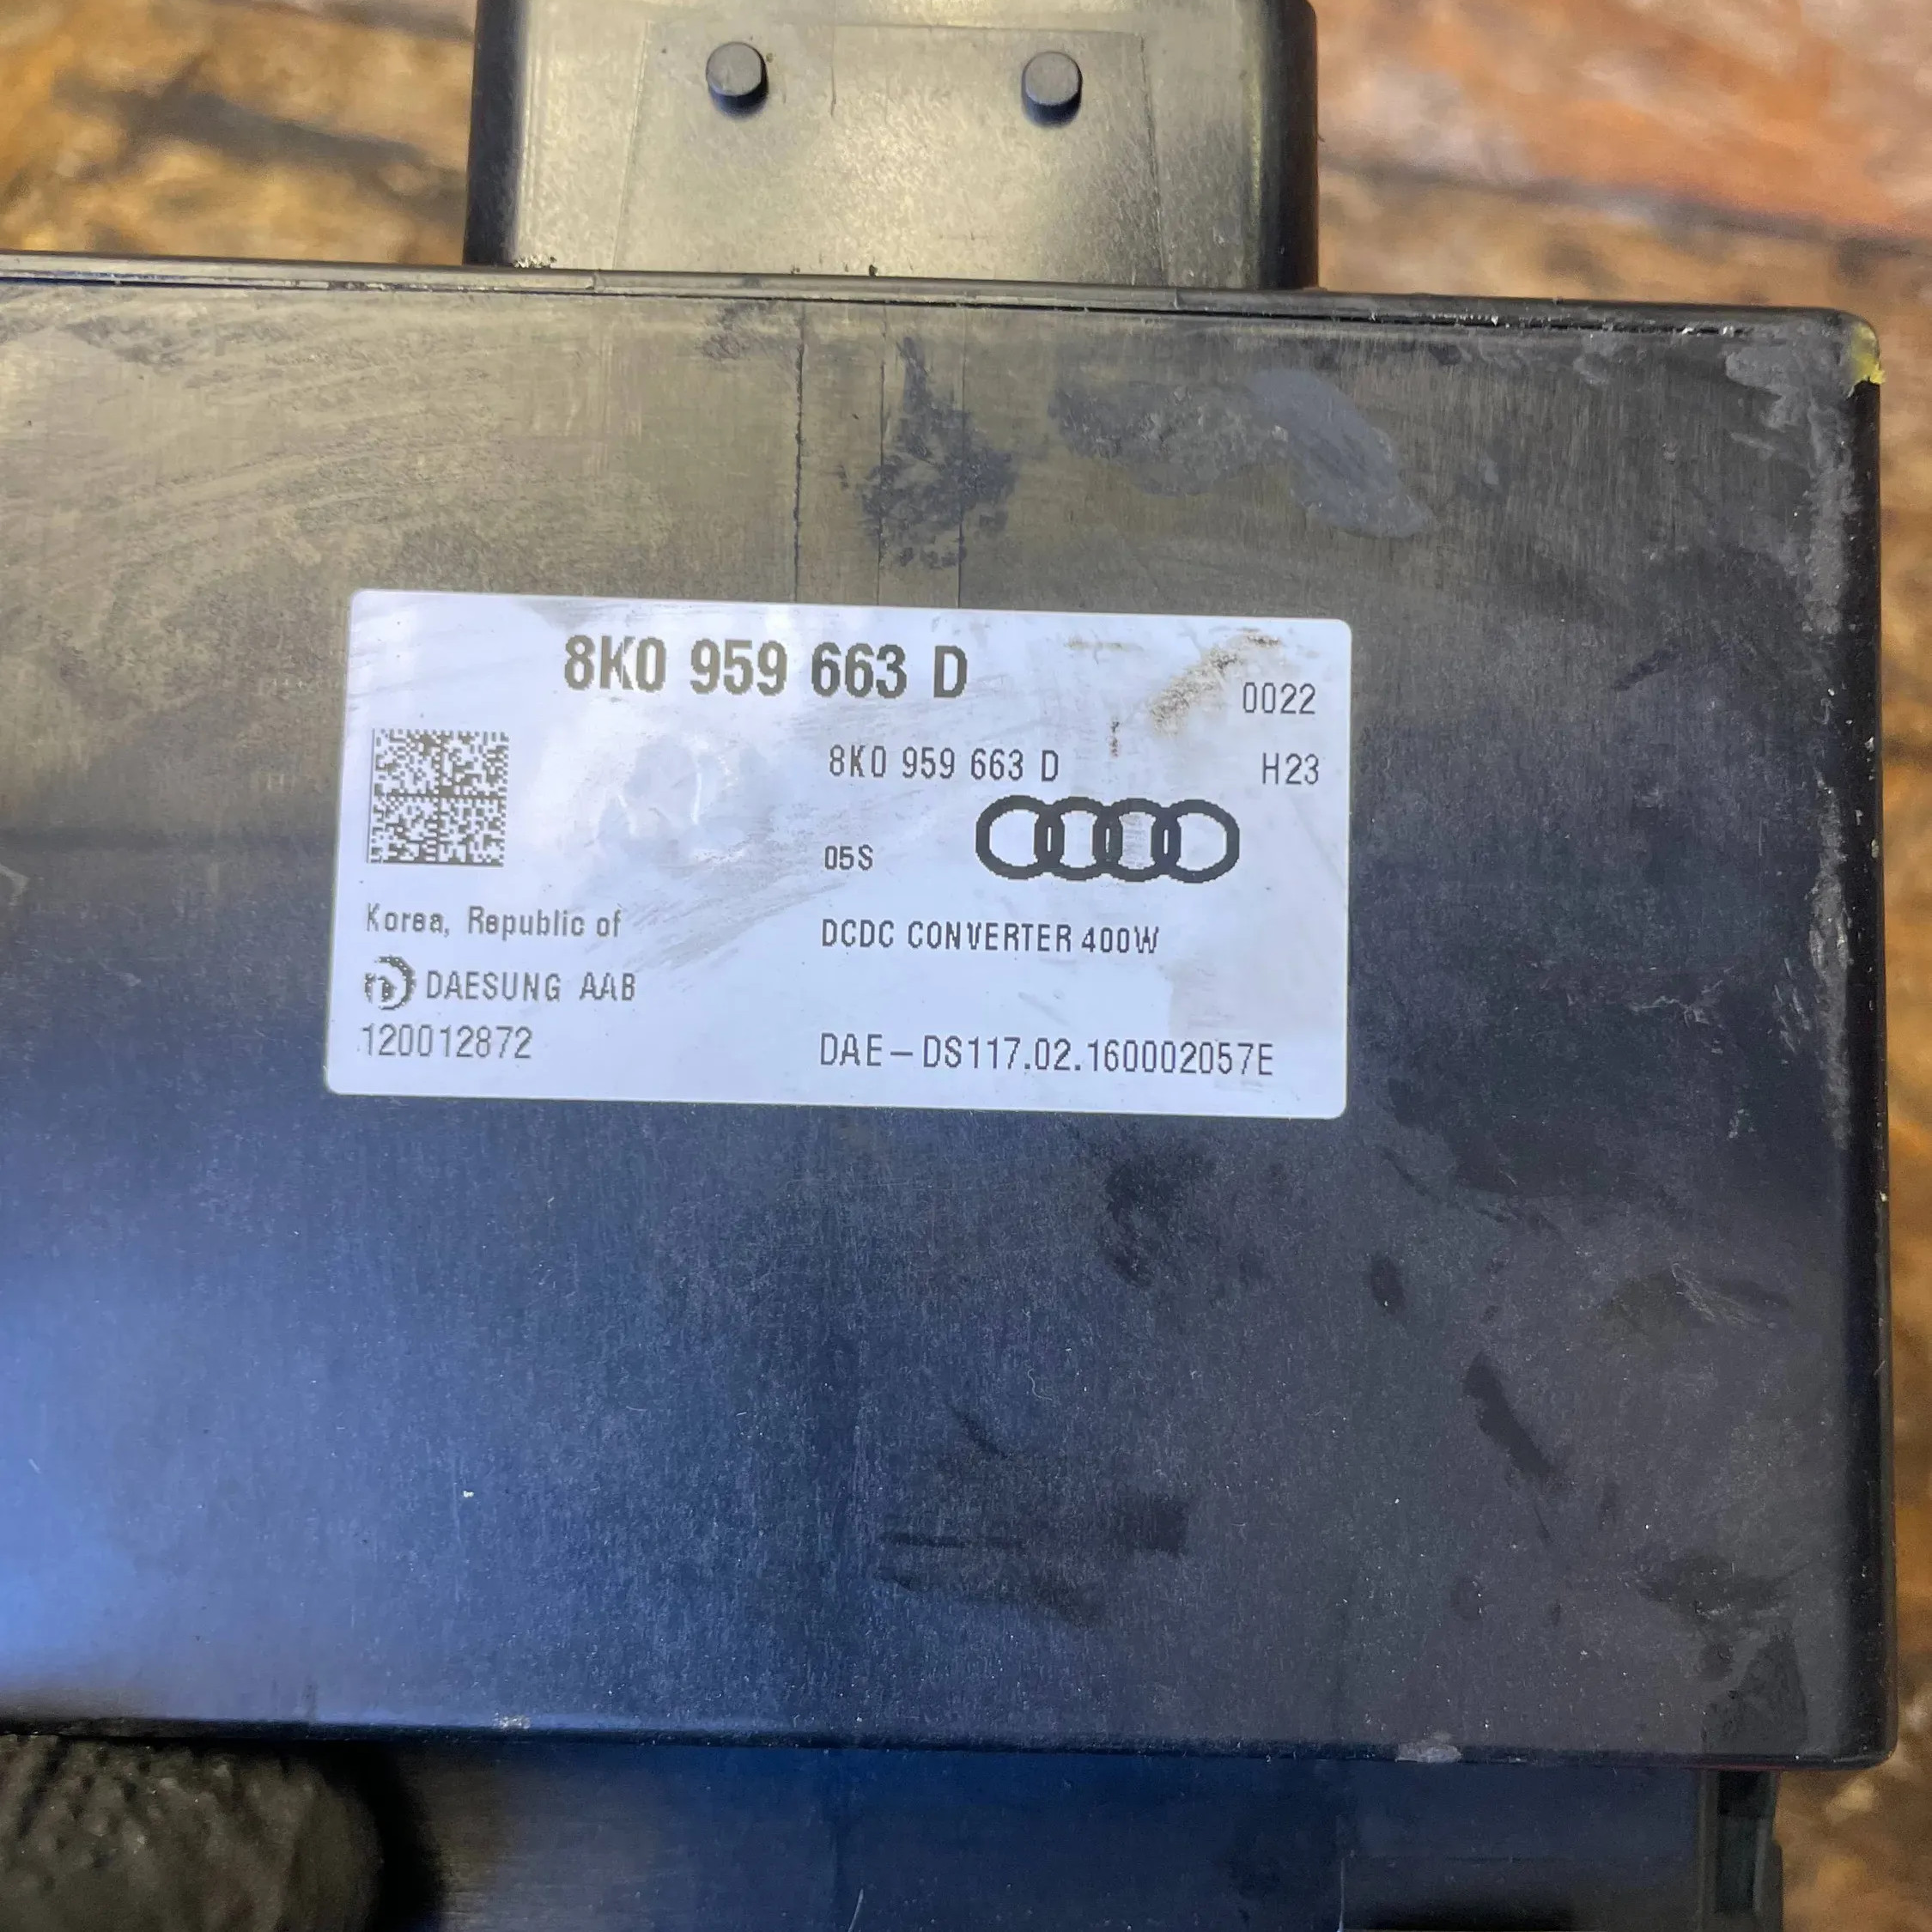 8K0 959 663 D
0022
8K0 959 663 D
H23
05S
Korea, Republic of
DCDC CONVERTER 400W
DAESUNG AAB
120012872
DAE-DS117.02.160002057E